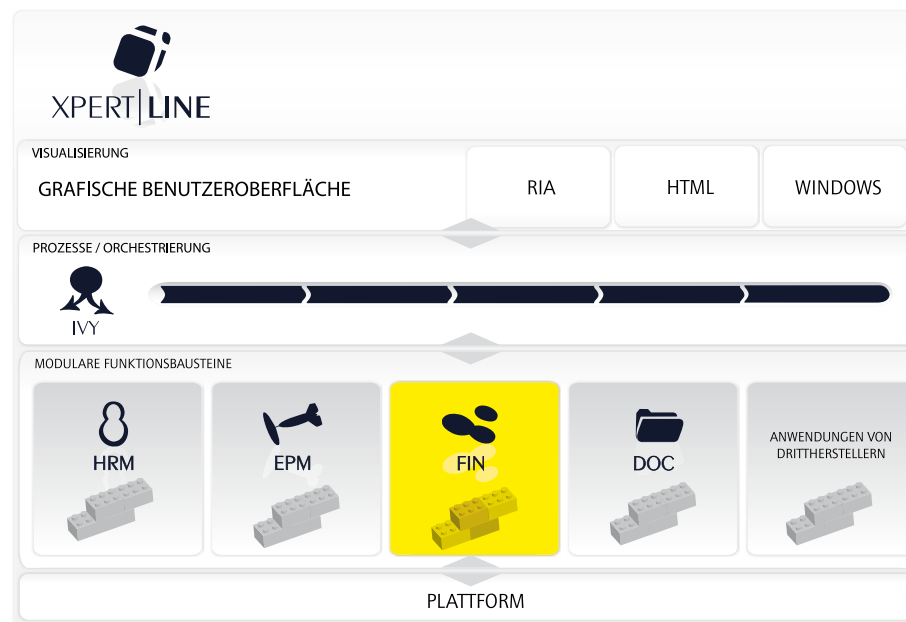 XPERT|LINE
VISUALISIERUNG
GRAFISCHE BENUTZEROBERFLÄCHE
RIA
HTML
WINDOWS
PROZESSE / ORCHESTRIERUNG
IVY
MODULARE FUNKTIONSBAUSTEINE
HRM
EPM
FIN
DOC
ANWENDUNGEN VON
DRITTHERSTELLERN
PLATTFORM